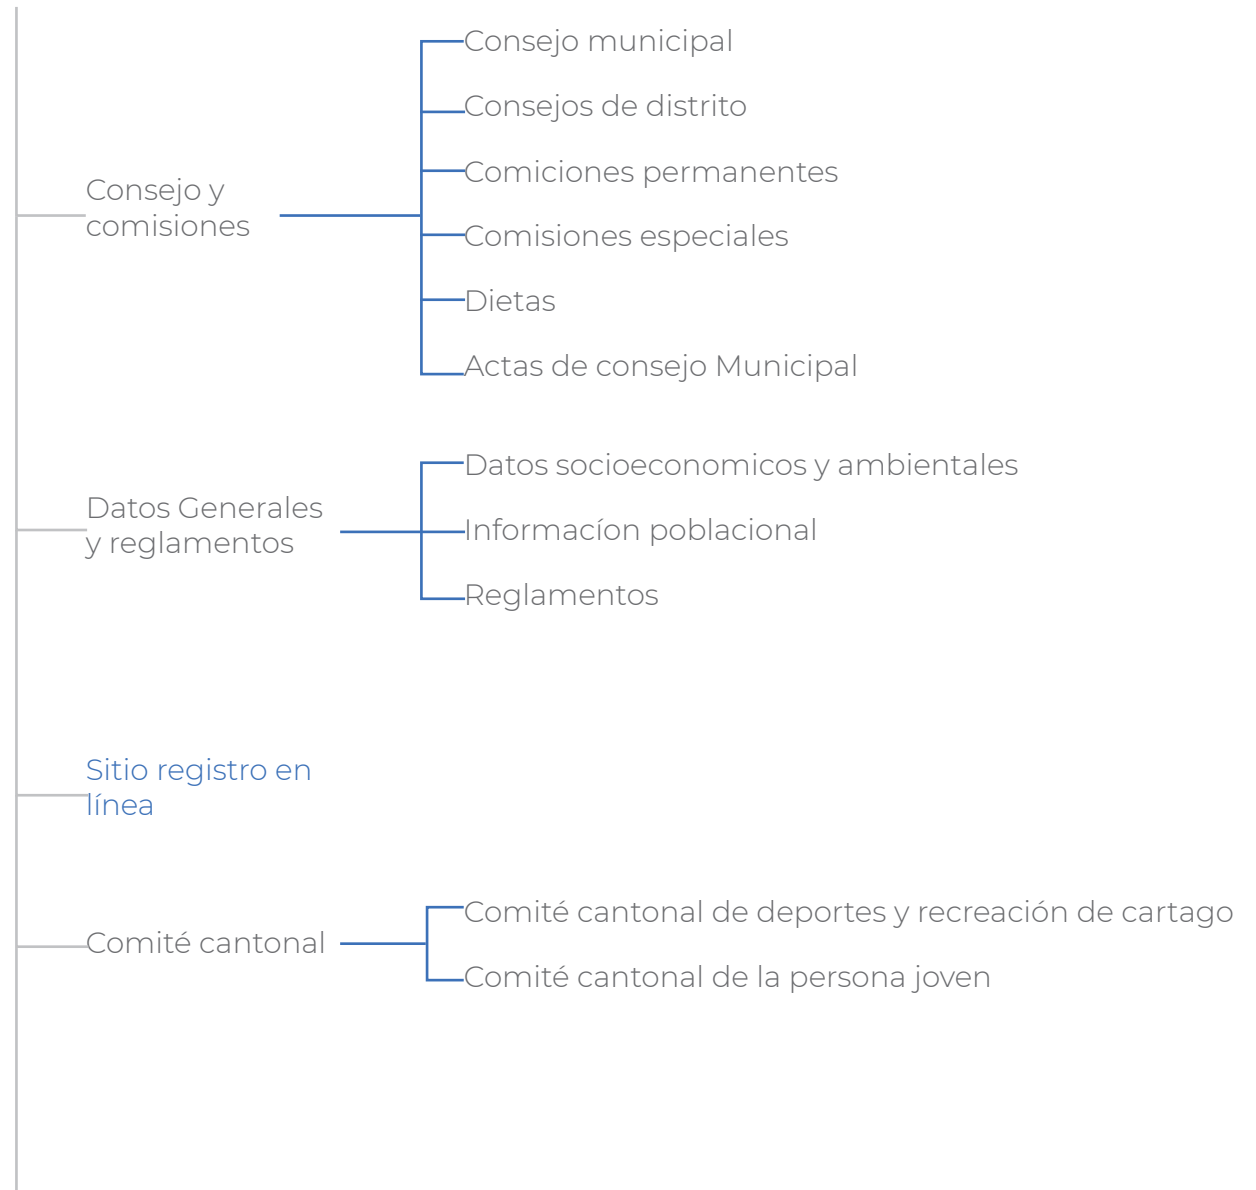 Consejo y
comisiones
Consejo municipal
Consejos de distrito
Comiciones permanentes
Comisiones especiales
Dietas
Actas de consejo Municipal
Datos Generales
y reglamentos
Datos socioeconomicos y ambientales
Informacíon poblacional
Reglamentos
Sitio registro en
línea
Comité cantonal
Comité cantonal de deportes y recreación de cartago
Comité cantonal de la persona joven